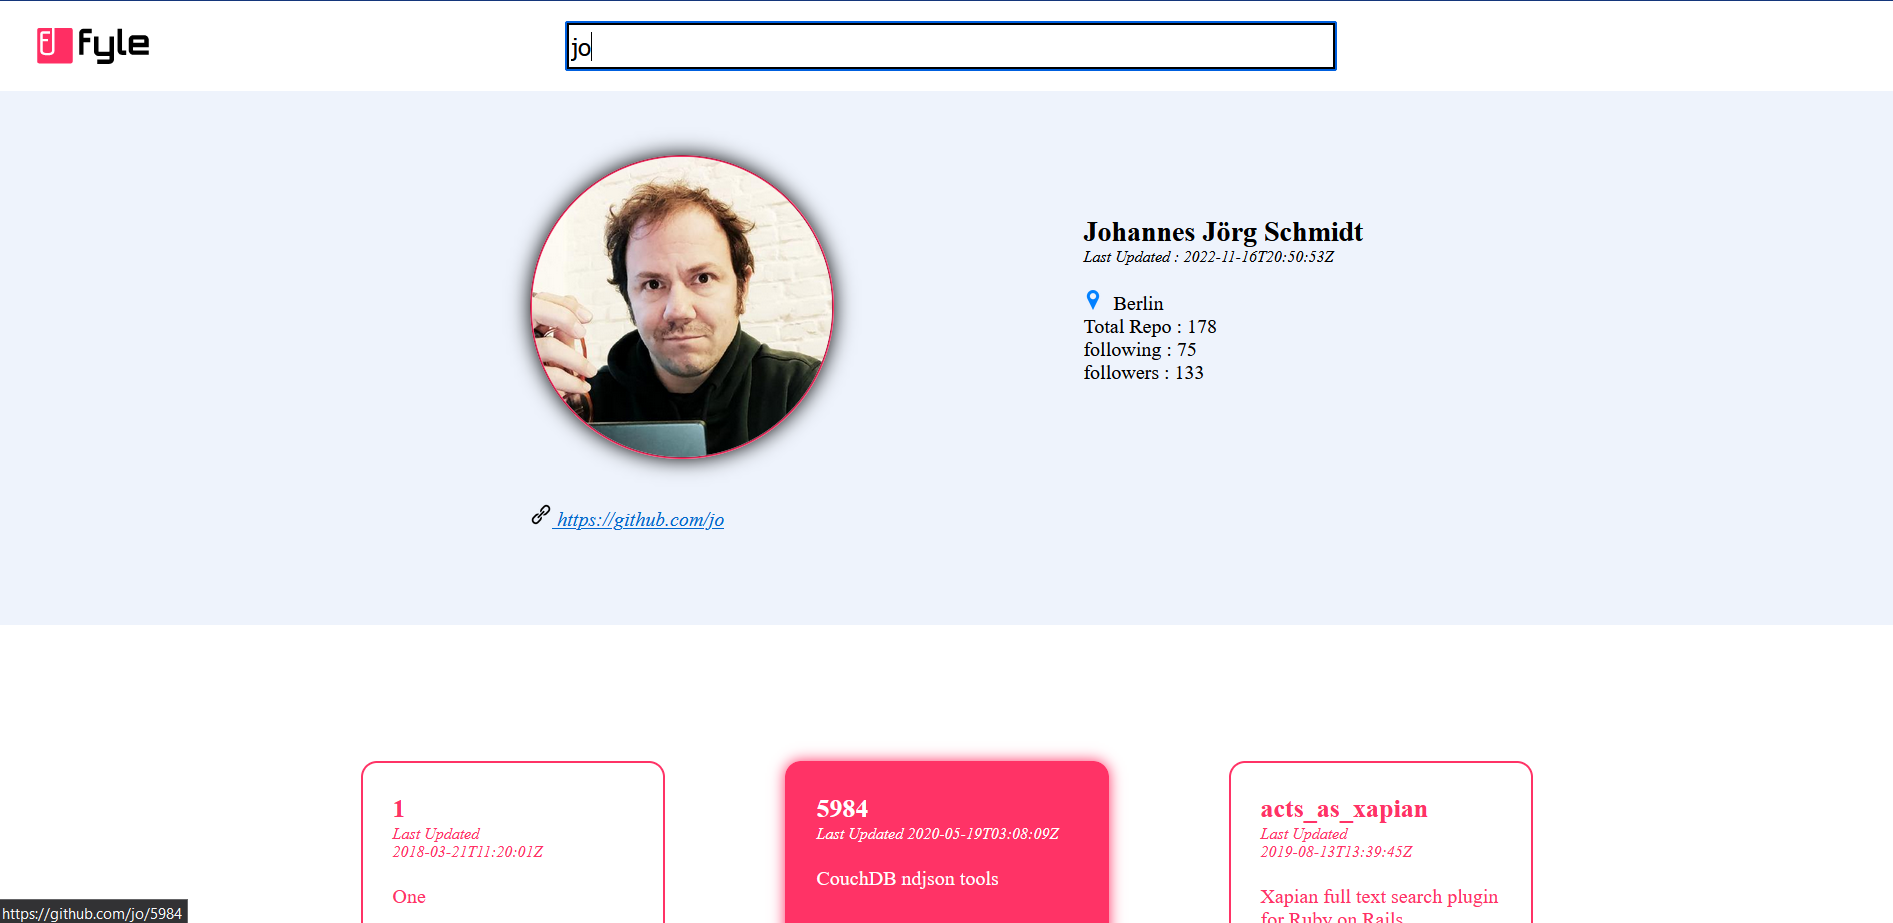 fyle
jo
Johannes Jörg Schmidt
Last Updated : 2022-11-16T20:50:53Z
Berlin
Total Repo : 178
following : 75
followers : 133
https://github.com/jo
1
Last Updated
2018-03-21T11:20:01Z
One
5984
Last Updated 2020-05-19T03:08:09Z
CouchDB ndjson tools
acts_as_xapian
Last Updated
2019-08-13T13:39:45Z
Xapian full text search plugin
for Ruby on Rails
https://github.com/jo/5984